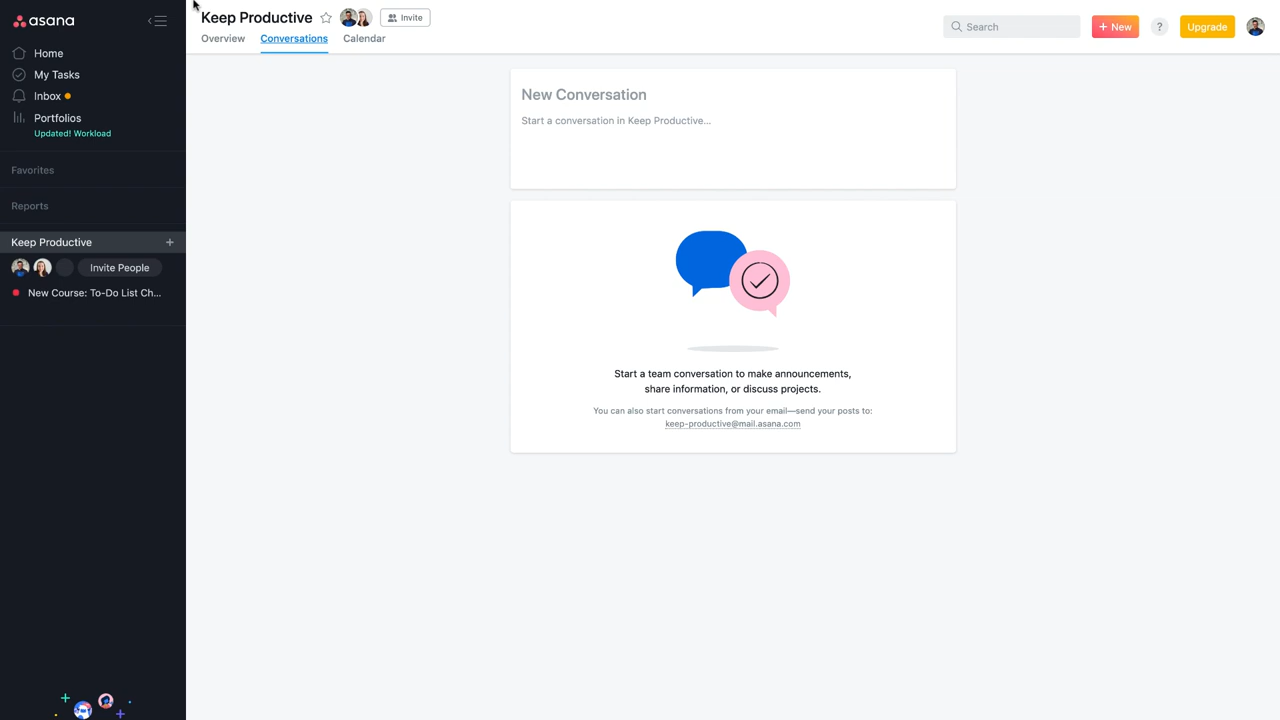 asana
Home
My Tasks
Inbox
Portfolios
Updated! Workload
Favorites
Reports
Keep Productive +
Invite People
New Course: To-Do List Ch...
Keep Productive
Invite
Overview
Conversations
Calendar
Search
+ New
?
Upgrade
New Conversation
Start a conversation in Keep Productive...
Start a team conversation to make announcements,
share information, or discuss projects.
You can also start conversations from your email—send your posts to:
keep-productive@mail.asana.com